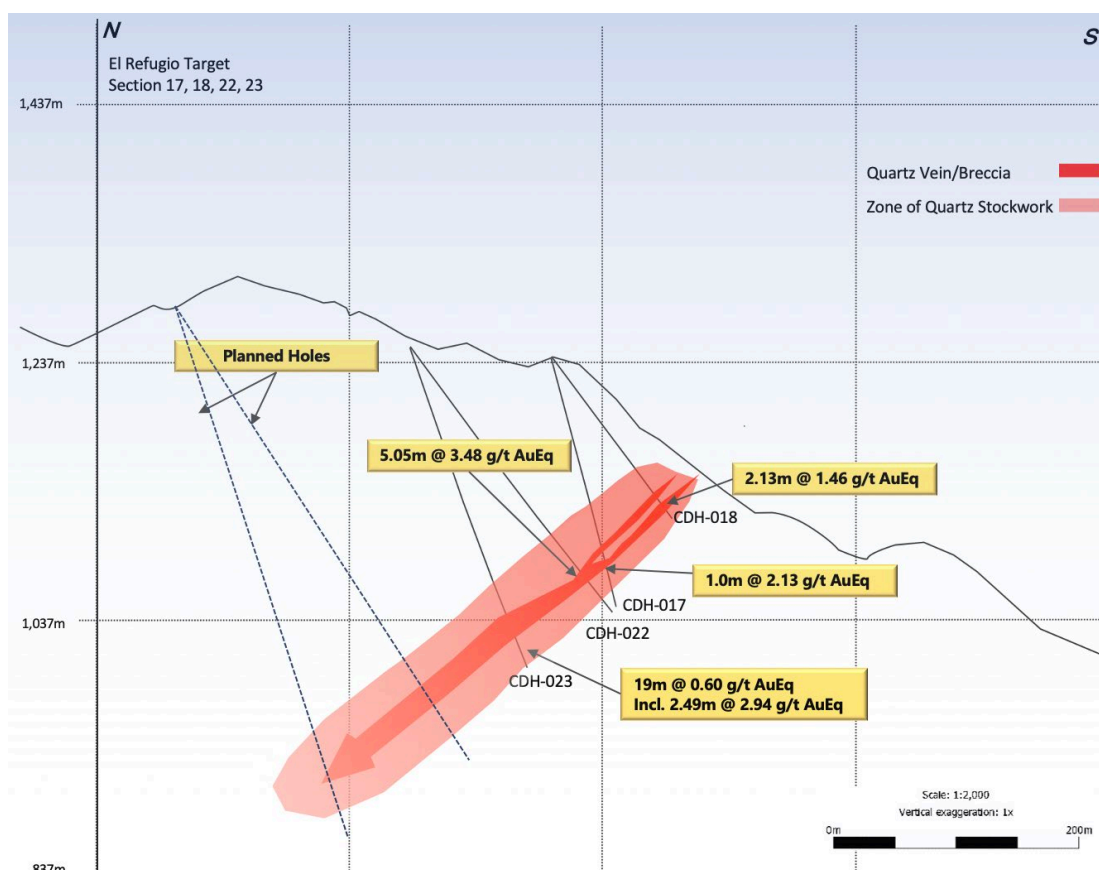 N
S
El Refugio Target
Section 17, 18, 22, 23
1,437m
Quartz Vein/Breccia
Zone of Quartz Stockwork
1,237m
Planned Holes
5.05m @ 3.48 g/t AuEq
2.13m @ 1.46 g/t AuEq
CDH-018
1.0m @ 2.13 g/t AuEq
CDH-017
1,037m
CDH-022
CDH-023
19m @ 0.60 g/t AuEq
Incl. 2.49m @ 2.94 g/t AuEq
Scale: 1:2,000
Vertical exaggeration: 1x
0m
200m
837m